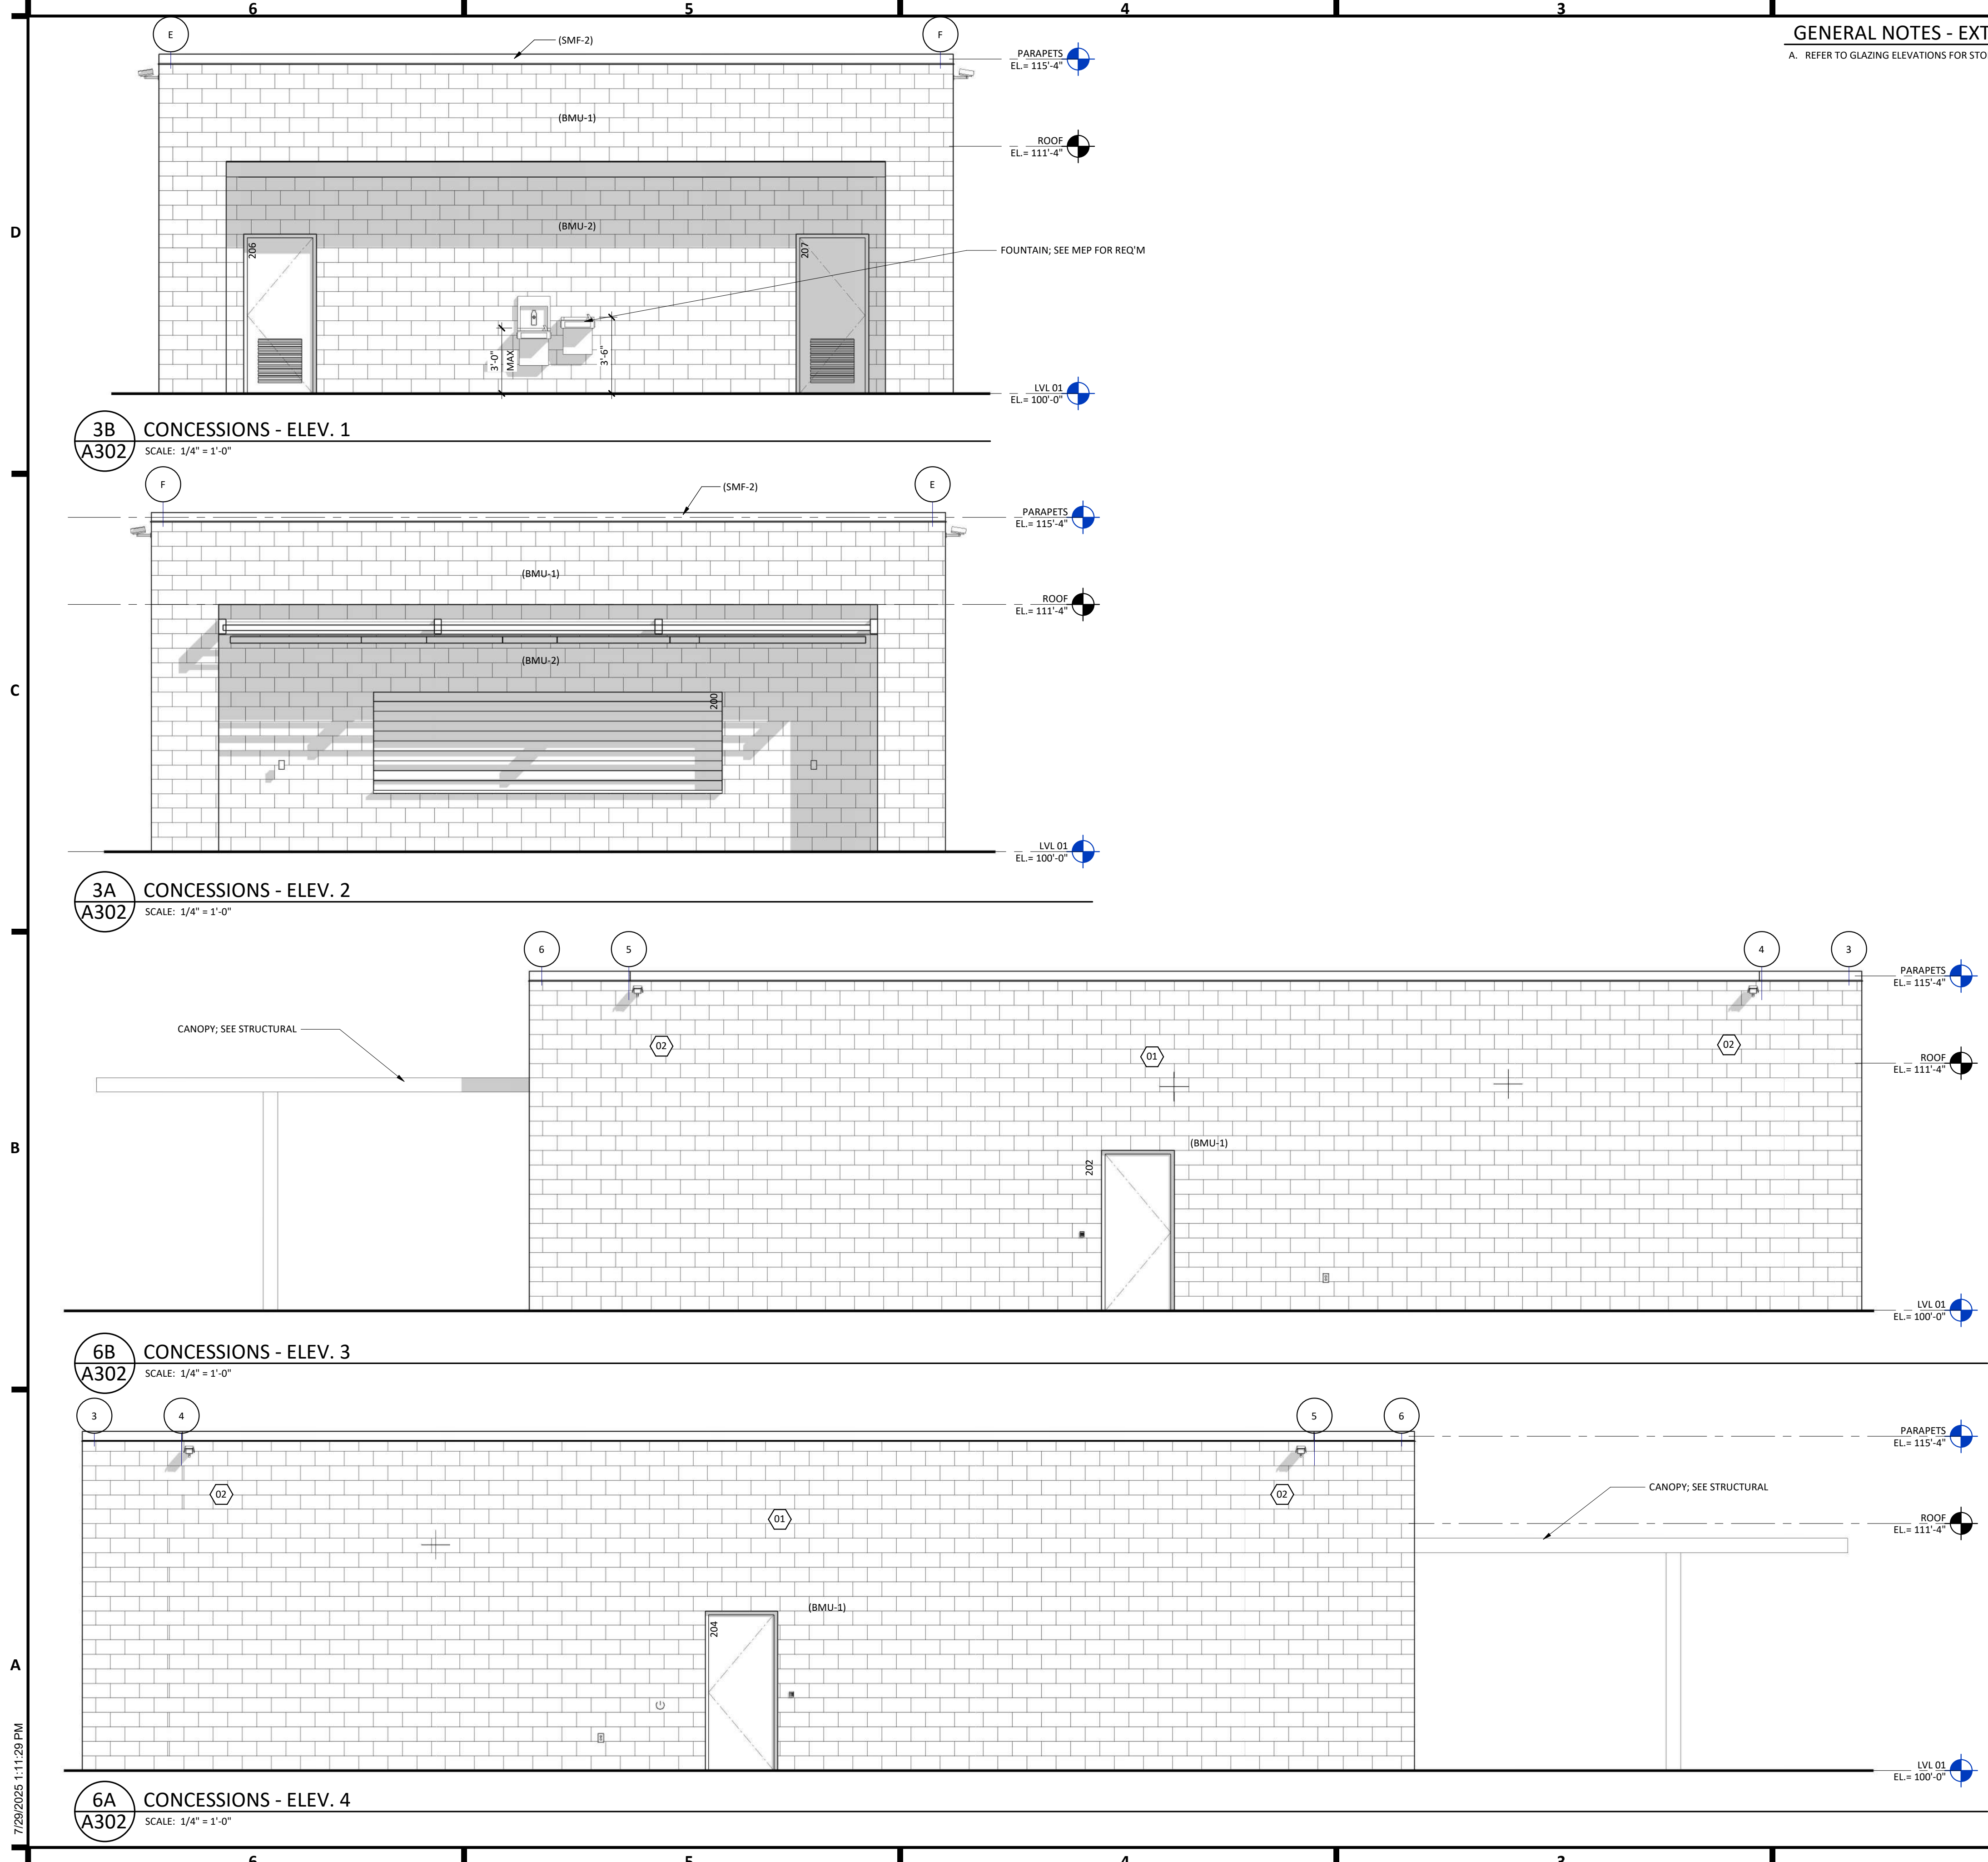 6
5
4
3
GENERAL NOTES - EXT
A. REFER TO GLAZING ELEVATIONS FOR STO
E
F
(SMF-2)
PARAPETS
EL.= 115'-4"
(BMU-1)
ROOF
EL.= 111'-4"
D
(BMU-2)
206
207
FOUNTAIN; SEE MEP FOR REQ'M
3'-0"
MAX
3'-6"
LVL 01
EL.= 100'-0"
3B
A302
CONCESSIONS - ELEV. 1
SCALE: 1/4" = 1'-0"
F
E
(SMF-2)
PARAPETS
EL.= 115'-4"
(BMU-1)
ROOF
EL.= 111'-4"
C
(BMU-2)
200
LVL 01
EL.= 100'-0"
3A
A302
CONCESSIONS - ELEV. 2
SCALE: 1/4" = 1'-0"
6
5
4
3
PARAPETS
EL.= 115'-4"
CANOPY; SEE STRUCTURAL
02
01
02
ROOF
EL.= 111'-4"
B
(BMU-1)
202
LVL 01
EL.= 100'-0"
6B
A302
CONCESSIONS - ELEV. 3
SCALE: 1/4" = 1'-0"
3
4
5
6
PARAPETS
EL.= 115'-4"
02
02
CANOPY; SEE STRUCTURAL
01
ROOF
EL.= 111'-4"
(BMU-1)
204
A
LVL 01
EL.= 100'-0"
6A
A302
CONCESSIONS - ELEV. 4
SCALE: 1/4" = 1'-0"
7/29/2025 1:11:29 PM
6
5
4
3